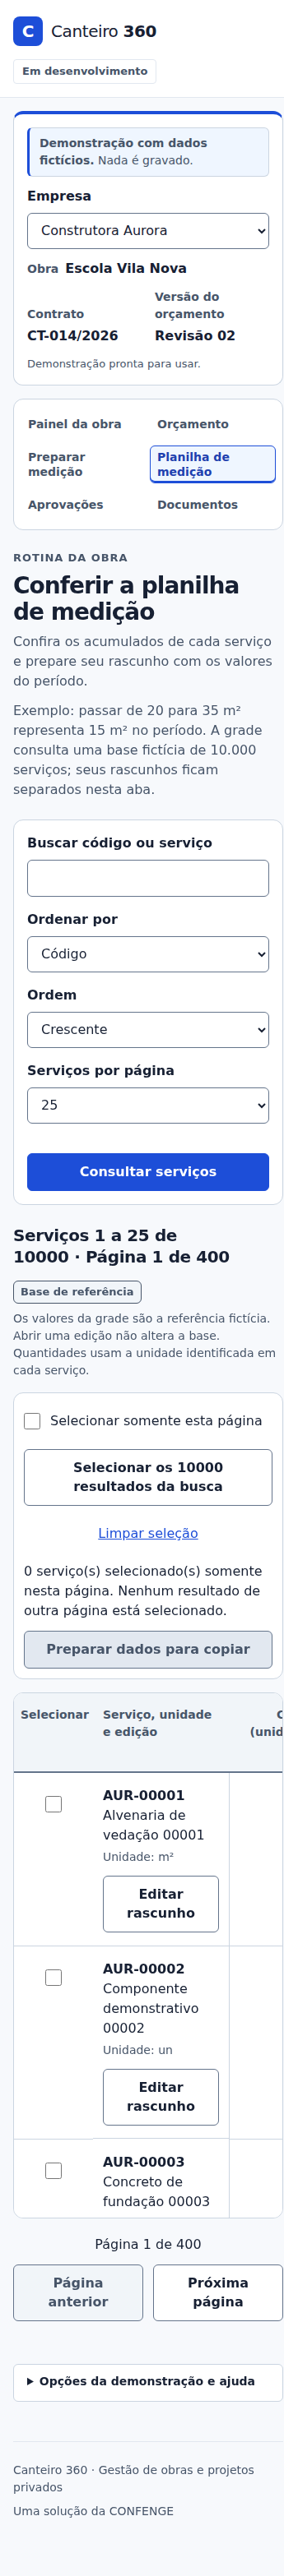 C Canteiro 360
Em desenvolvimento
Demonstração com dados
fictícios. Nada é gravado.
Empresa
Construtora Aurora
Obra Escola Vila Nova
Contrato
CT-014/2026
Versão do
orçamento
Revisão 02
Demonstração pronta para usar.
Painel da obra
Orçamento
Preparar
medição
Planilha de
medição
Aprovações
Documentos
ROTINA DA OBRA
Conferir a planilha
de medição
Confira os acumulados de cada serviço
e prepare seu rascunho com os valores
do período.
Exemplo: passar de 20 para 35 m²
representa 15 m² no período. A grade
consulta uma base fictícia de 10.000
serviços; seus rascunhos ficam
separados nesta aba.
Buscar código ou serviço
Ordenar por
Código
Ordem
Crescente
Serviços por página
25
Consultar serviços
Serviços 1 a 25 de
10000 · Página 1 de 400
Base de referência
Os valores da grade são a referência fictícia.
Abrir uma edição não altera a base.
Quantidades usam a unidade identificada em
cada serviço.
Selecionar somente esta página
Selecionar os 10000
resultados da busca
Limpar seleção
0 serviço(s) selecionado(s) somente
nesta página. Nenhum resultado de
outra página está selecionado.
Preparar dados para copiar
Selecionar
Serviço, unidade
e edição
AUR-00001
Alvenaria de
vedação 00001
Unidade: m²
Editar
rascunho
AUR-00002
Componente
demonstrativo
00002
Unidade: un
Editar
rascunho
AUR-00003
Concreto de
fundação 00003
Página 1 de 400
Página
anterior
Próxima
página
Opções da demonstração e ajuda
Canteiro 360 · Gestão de obras e projetos
privados
Uma solução da CONFENGE